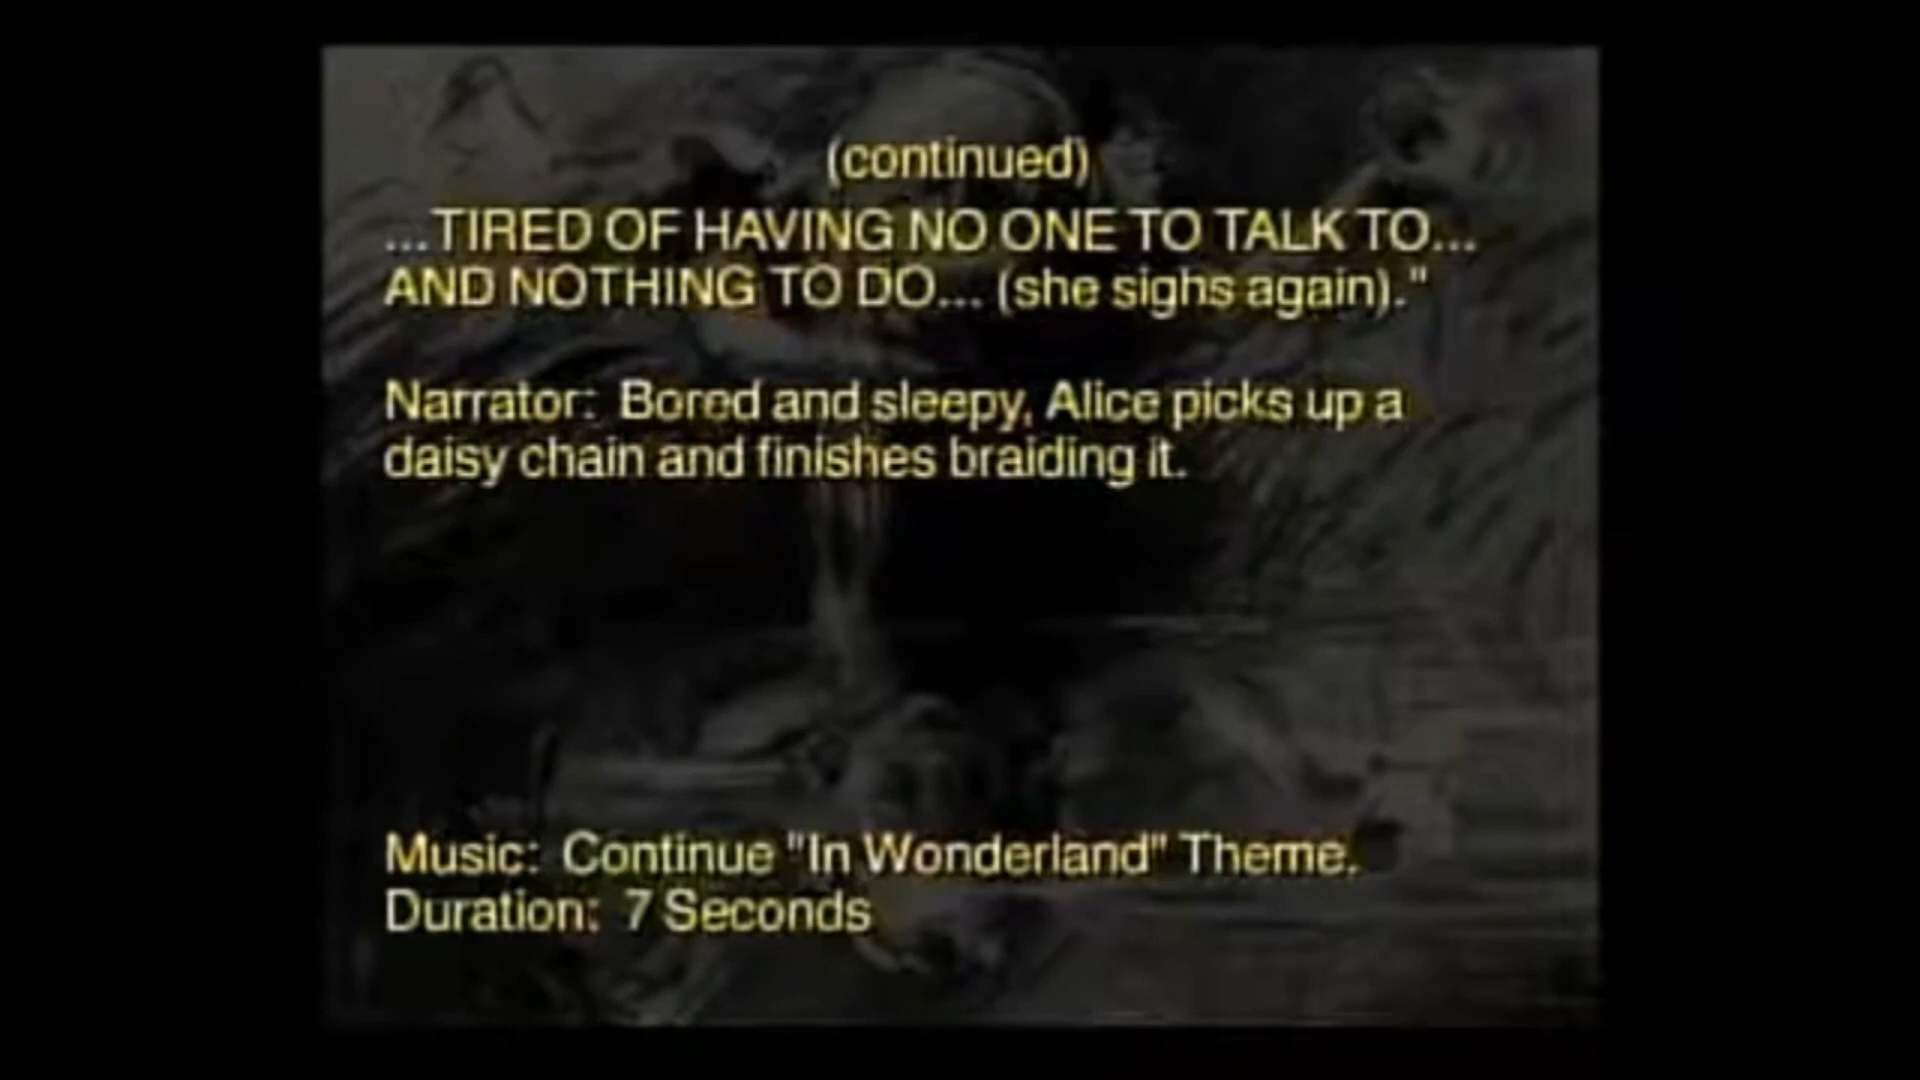 (continued)
...TIRED OF HAVING NO ONE TO TALK TO...
AND NOTHING TO DO... (she sighs again)."
Narrator:  Bored and sleepy, Alice picks up a
daisy chain and finishes braiding it.
Music:  Continue "In Wonderland" Theme.
Duration:  7 Seconds